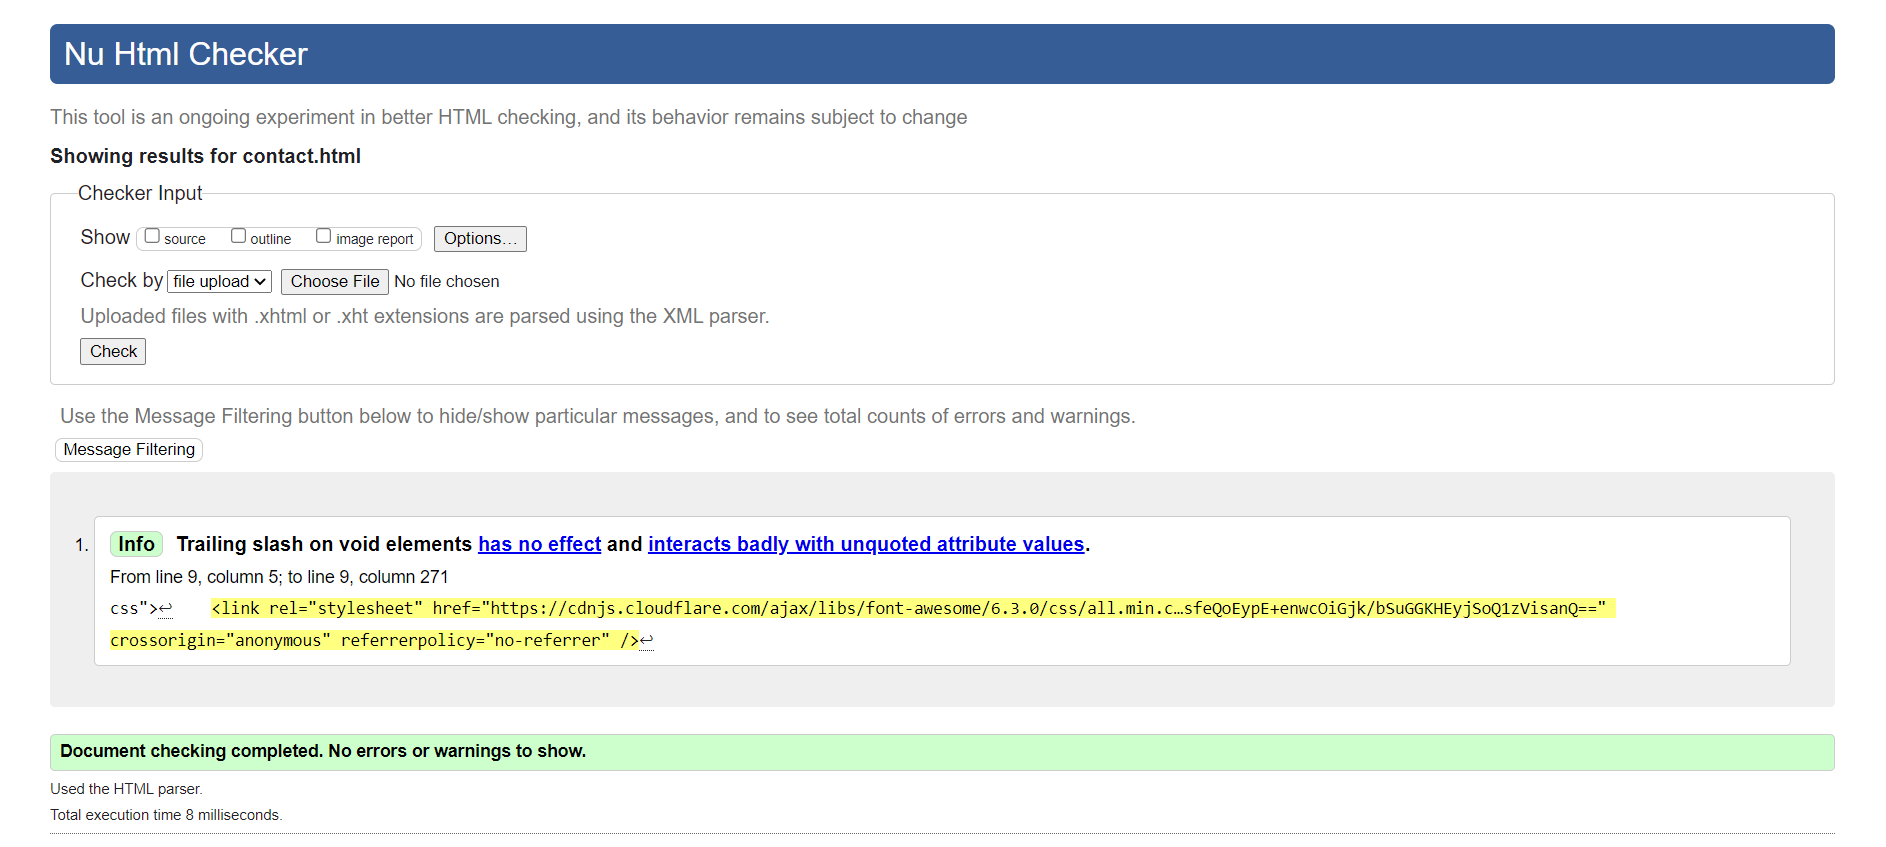 Nu Html Checker
This tool is an ongoing experiment in better HTML checking, and its behavior remains subject to change
Showing results for contact.html
Checker Input
Show source outline image report Options...
Check by file upload Choose File No file chosen
Uploaded files with .xhtml or .xht extensions are parsed using the XML parser.
Check
Use the Message Filtering button below to hide/show particular messages, and to see total counts of errors and warnings.
Message Filtering
1. Info Trailing slash on void elements has no effect and interacts badly with unquoted attribute values.
From line 9, column 5; to line 9, column 271
css">↩ <link rel="stylesheet" href="https://cdnjs.cloudflare.com/ajax/libs/font-awesome/6.3.0/css/all.min.c…sfeQoEypE+enwcOiGjk/bSuGGKHEyjSoQ1zVisanQ=="
crossorigin="anonymous" referrerpolicy="no-referrer" />↩
Document checking completed. No errors or warnings to show.
Used the HTML parser.
Total execution time 8 milliseconds.